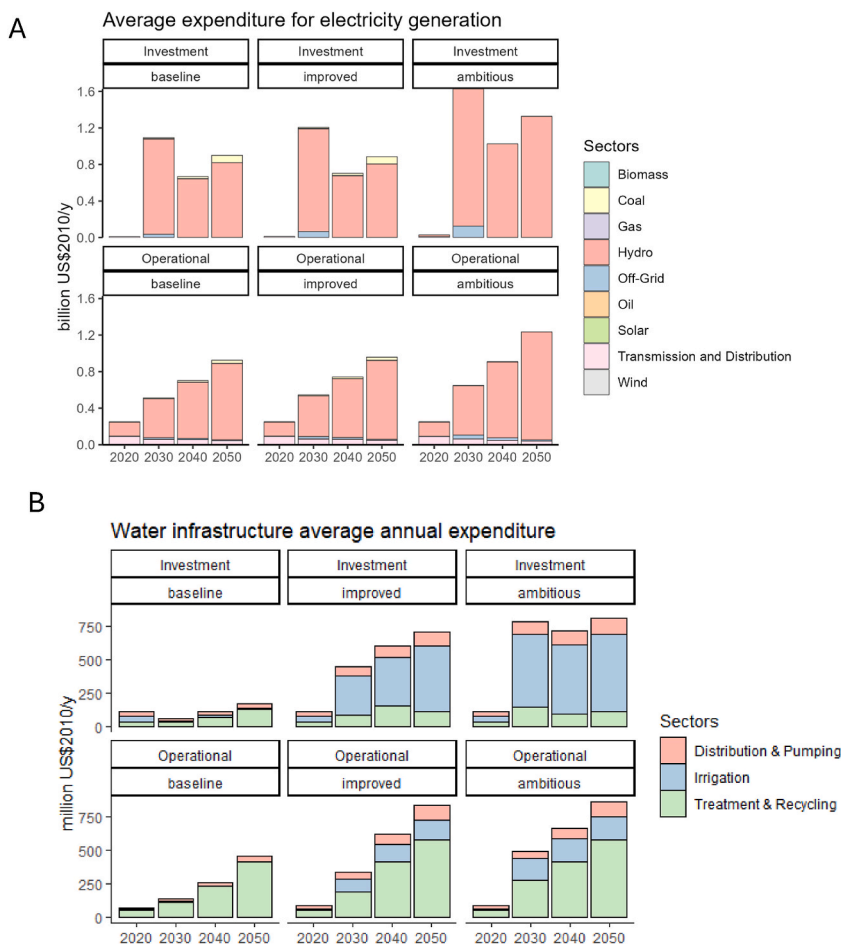 A
Average expenditure for electricity generation
Investment Investment Investment
baseline improved ambitious
1.6
1.2
0.8
0.4
0.0
Operational Operational Operational
baseline improved ambitious
1.6
1.2
0.8
0.4
0.0
billion US$2010/y
2020 2030 2040 2050 2020 2030 2040 2050 2020 2030 2040 2050
Sectors
Biomass
Coal
Gas
Hydro
Off-Grid
Oil
Solar
Transmission and Distribution
Wind
B
Water infrastructure average annual expenditure
Investment Investment Investment
baseline improved ambitious
750
500
250
0
Operational Operational Operational
baseline improved ambitious
750
500
250
0
million US$2010/y
2020 2030 2040 2050 2020 2030 2040 2050 2020 2030 2040 2050
Sectors
Distribution & Pumping
Irrigation
Treatment & Recycling